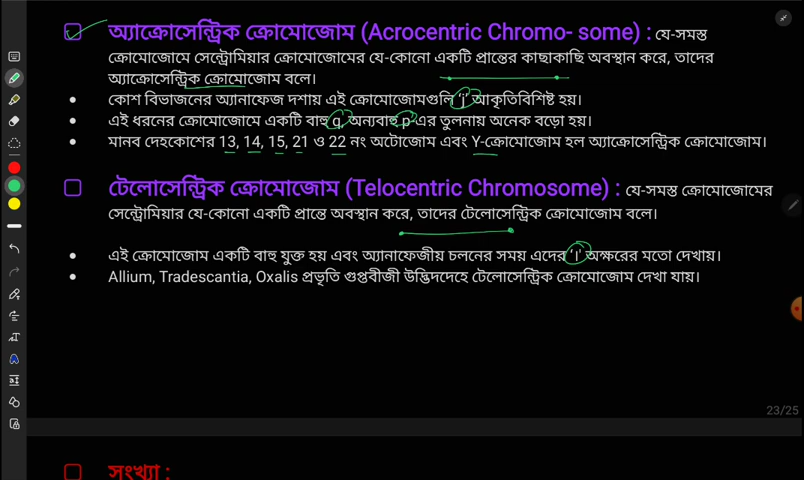 অ্যাক্রোসেন্ট্রিক ক্রোমোজোম (Acrocentric Chromo- some) : যে-সমস্ত
ক্রোমোজোমে সেন্ট্রোমিয়ার ক্রোমোজোমের যে-কোনো একটি প্রান্তের কাছাকাছি অবস্থান করে, তাদের
অ্যাক্রোসেন্ট্রিক ক্রোমোজোম বলে।
• কোশ বিভাজনের অ্যানাফেজ দশায় এই ক্রোমোজোমগুলি 'j' আকৃতিবিশিষ্ট হয়।
• এই ধরনের ক্রোমোজোমে একটি বাহু q' অন্যবাহু p'-এর তুলনায় অনেক বড়ো হয়।
• মানব দেহকোশের 13, 14, 15, 21 ও 22 নং অটোজোম এবং Y-ক্রোমোজোম হল অ্যাক্রোসেন্ট্রিক ক্রোমোজোম।
টেলোসেন্ট্রিক ক্রোমোজোম (Telocentric Chromosome) : যে-সমস্ত ক্রোমোজোমের
সেন্ট্রোমিয়ার যে-কোনো একটি প্রান্তে অবস্থান করে, তাদের টেলোসেন্ট্রিক ক্রোমোজোম বলে।
• এই ক্রোমোজোম একটি বাহু যুক্ত হয় এবং অ্যানাফেজীয় চলনের সময় এদের 'i' অক্ষরের মতো দেখায়।
• Allium, Tradescantia, Oxalis প্রভৃতি গুপ্তবীজী উদ্ভিদদেহে টেলোসেন্ট্রিক ক্রোমোজোম দেখা যায়।
23/25
সংখ্যা :